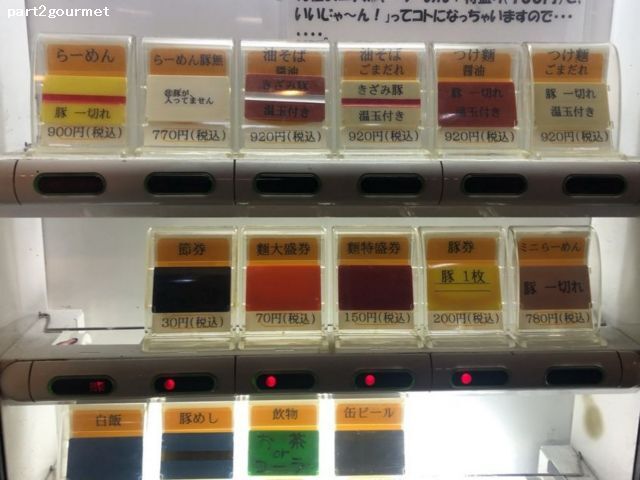 part2gourmet
いいじゃ〜ん！」ってコトになっちゃいますので・・・
らーめん
豚 一切れ
900円(税込)
らーめん豚無
㊟豚が
入ってません
770円(税込)
油そば
醤油
きざみ豚
温玉付き
920円(税込)
油そば
ごまだれ
きざみ豚
温玉付き
920円(税込)
つけ麺
醤油
豚 一切れ
温玉付き
920円(税込)
つけ麺
ごまだれ
豚 一切れ
温玉付き
920円(税込)
節券
30円(税込)
麺大盛券
70円(税込)
麺特盛券
150円(税込)
豚券
豚 1枚
200円(税込)
ミニらーめん
豚 一切れ
780円(税込)
白飯
豚めし
飲物
お茶
or
コーラ
缶ビール